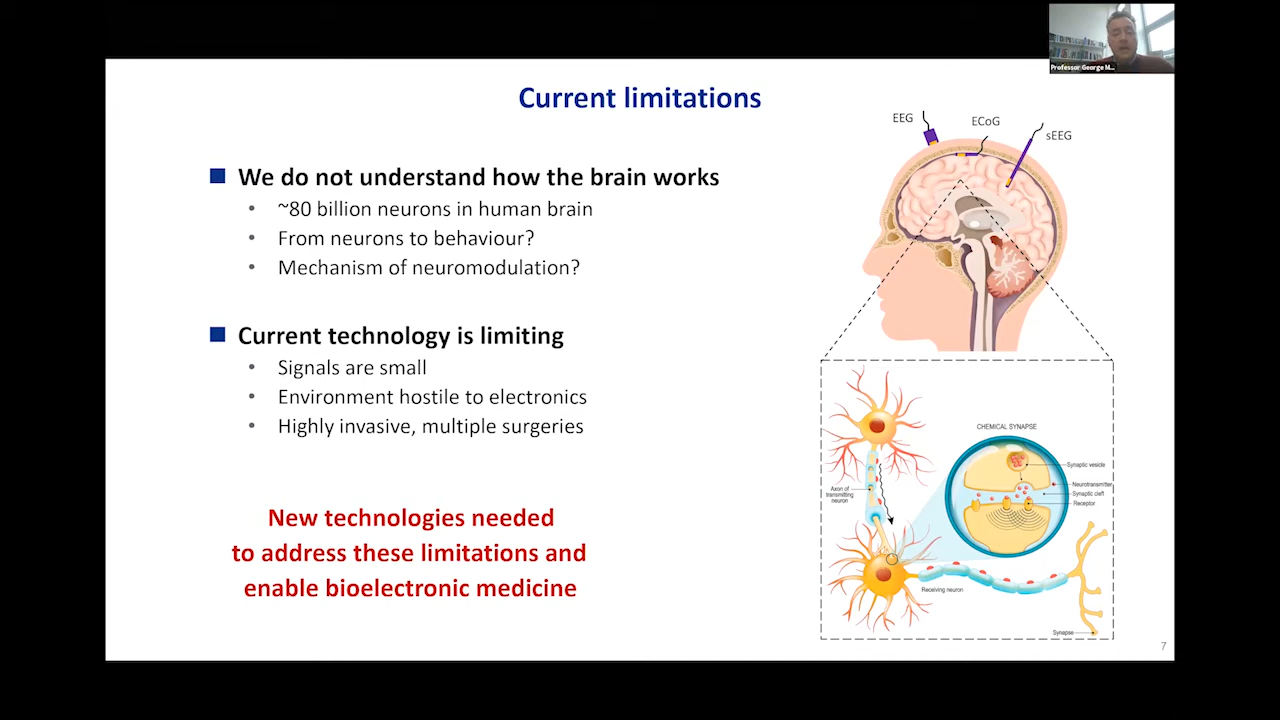 Professor George M...
Current limitations
We do not understand how the brain works
~80 billion neurons in human brain
From neurons to behaviour?
Mechanism of neuromodulation?
Current technology is limiting
Signals are small
Environment hostile to electronics
Highly invasive, multiple surgeries
New technologies needed
to address these limitations and
enable bioelectronic medicine
EEG
ECoG
sEEG
CHEMICAL SYNAPSE
Synaptic vesicle
Neurotransmitter
Synaptic cleft
Receptor
Axon of
transmitting
neuron
Receiving neuron
Synapse
7